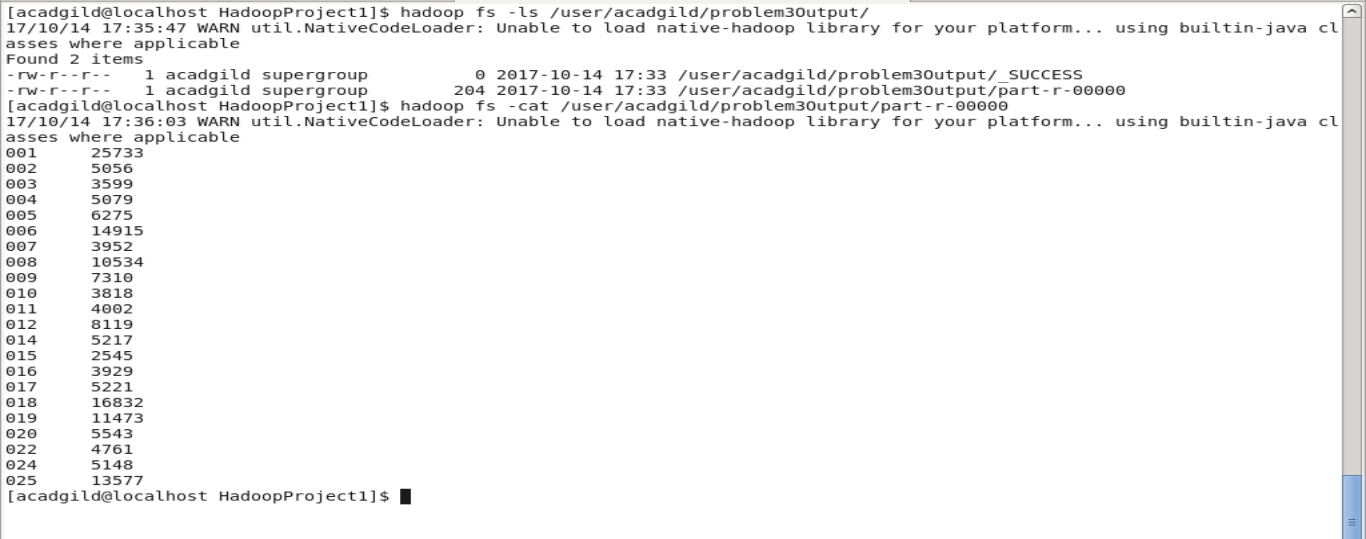 [acadgild@localhost HadoopProject1]$ hadoop fs -ls /user/acadgild/problem3Output/
17/10/14 17:35:47 WARN util.NativeCodeLoader: Unable to load native-hadoop library for your platform... using builtin-java cl
asses where applicable
Found 2 items
-rw-r--r--   1 acadgild supergroup          0 2017-10-14 17:33 /user/acadgild/problem3Output/_SUCCESS
-rw-r--r--   1 acadgild supergroup        204 2017-10-14 17:33 /user/acadgild/problem3Output/part-r-00000
[acadgild@localhost HadoopProject1]$ hadoop fs -cat /user/acadgild/problem3Output/part-r-00000
17/10/14 17:36:03 WARN util.NativeCodeLoader: Unable to load native-hadoop library for your platform... using builtin-java cl
asses where applicable
001     25733
002     5056
003     3599
004     5079
005     6275
006     14915
007     3952
008     10534
009     7310
010     3818
011     4002
012     8119
014     5217
015     2545
016     3929
017     5221
018     16832
019     11473
020     5543
022     4761
024     5148
025     13577
[acadgild@localhost HadoopProject1]$